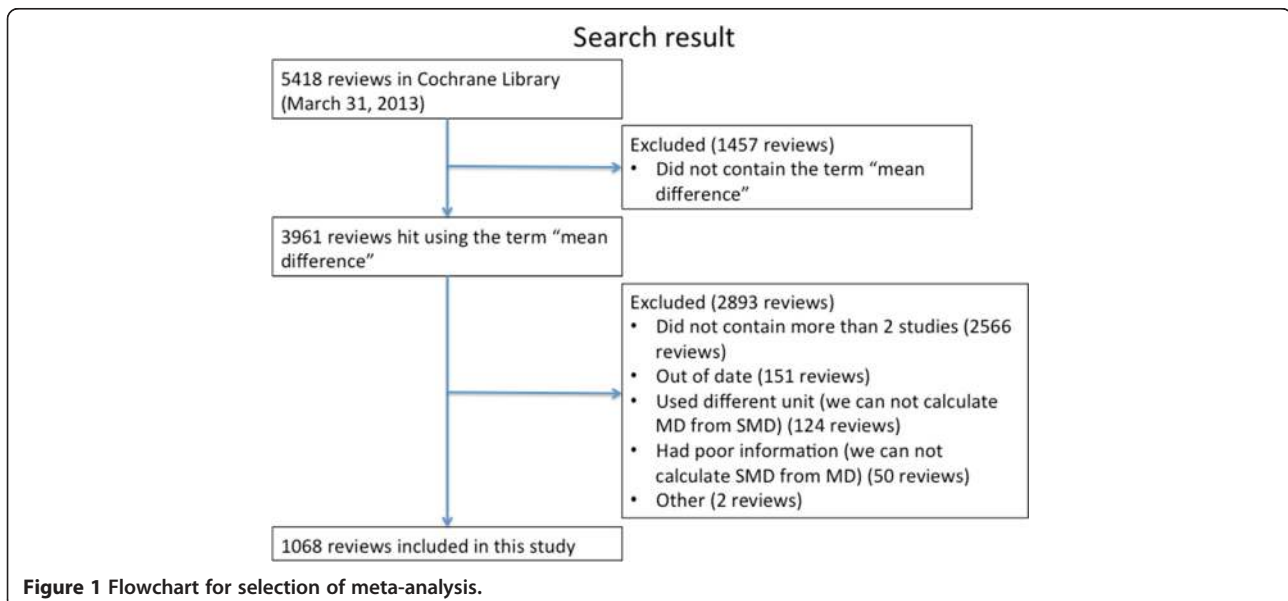 Search result
5418 reviews in Cochrane Library
(March 31, 2013)
Excluded (1457 reviews)
• Did not contain the term “mean
difference”
3961 reviews hit using the term “mean
difference”
Excluded (2893 reviews)
• Did not contain more than 2 studies (2566
reviews)
• Out of date (151 reviews)
• Used different unit (we can not calculate
MD from SMD) (124 reviews)
• Had poor information (we can not
calculate SMD from MD) (50 reviews)
• Other (2 reviews)
1068 reviews included in this study
Figure 1 Flowchart for selection of meta-analysis.